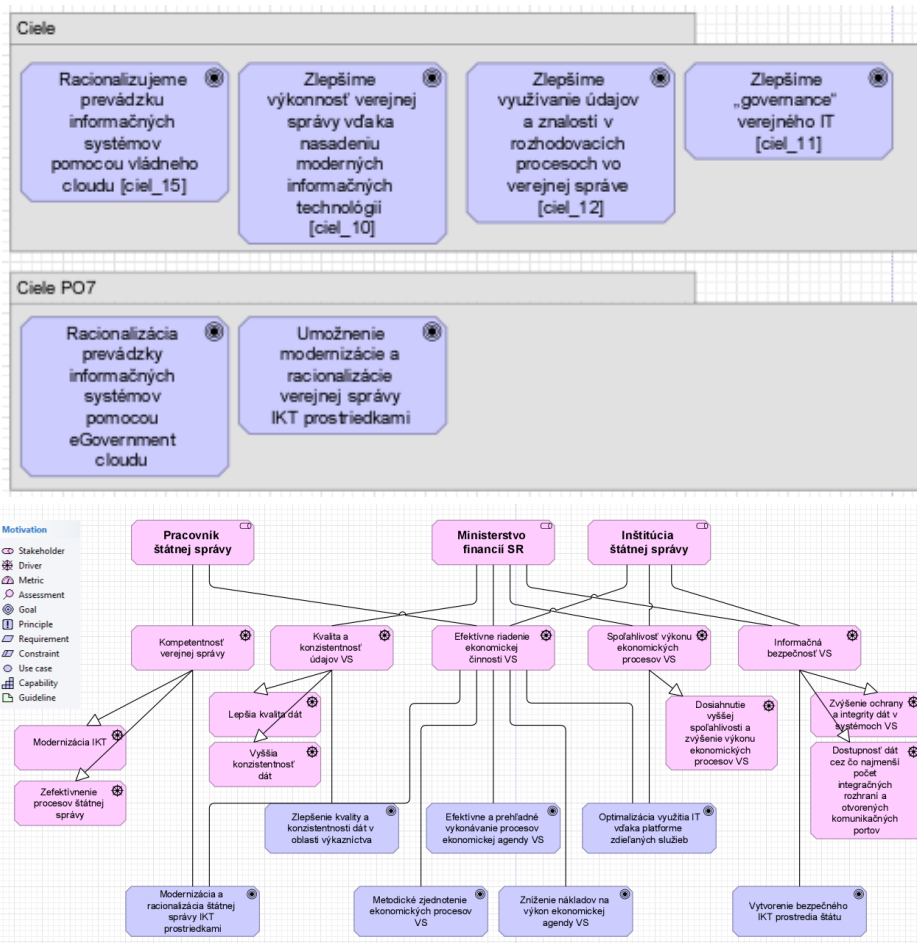 Ciele
Racionalizujeme
prevádzku
informačných
systémov
pomocou vládneho
cloudu [ciel_15]
Zlepšime
výkonnosť verejnej
správy vďaka
nasadeniu
moderných
informačných
technológií
[ciel_10]
Zlepšime
využívanie údajov
a znalostí v
rozhodovacích
procesoch vo
verejnej správe
[ciel_12]
Zlepšime
„governance“
verejného IT
[ciel_11]
Ciele PO7
Racionalizácia
prevádzky
informačných
systémov
pomocou
eGovernment
cloudu
Umožnenie
modernizácie a
racionalizácie
verejnej správy
IKT prostriedkami
Motivation
Stakeholder
Driver
Metric
Assessment
Goal
Principle
Requirement
Constraint
Use case
Capability
Guideline
Pracovník
štátnej správy
Ministerstvo
financií SR
Inštitúcia
štátnej správy
Kompetentnosť
verejnej správy
Kvalita a
konzistentnosť
údajov VS
Efektívne riadenie
ekonomickej
činnosti VS
Spoľahlivosť výkonu
ekonomických
procesov VS
Informačná
bezpečnosť VS
Modernizácia IKT
Zefektívnenie
procesov štátnej
správy
Lepšia kvalita dát
Vyššia
konzistentnosť
dát
Dosiahnutie
vyššej
spoľahlivosti a
zvýšenie výkonu
ekonomických
procesov VS
Zvýšenie ochrany
a integrity dát v
systémoch VS
Dostupnosť dát
cez čo najmenší
počet
integračných
rozhraní a
otvorených
komunikačných
portov
Zlepšenie kvality a
konzistentnosti dát v
oblasti výkazníctva
Efektívne a prehľadné
vykonávanie procesov
ekonomickej agendy VS
Optimalizácia využitia IT
vďaka platforme
zdieľaných služieb
Modernizácia a
racionalizácia štátnej
správy IKT
prostriedkami
Metodické zjednotenie
ekonomických procesov
VS
Zníženie nákladov na
výkon ekonomickej
agendy VS
Vytvorenie bezpečného
IKT prostredia štátu